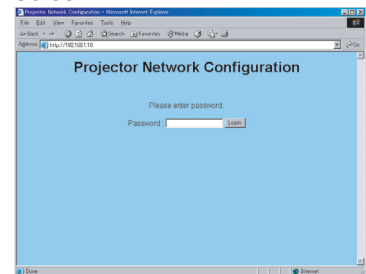 Projector Network Configuration - Microsoft Internet Explorer
File Edit View Favorites Tools Help
Back Search Favorites Media
Address http://192.168.1.10 Go
Projector Network Configuration
Please enter password.
Password: Login
Done Internet